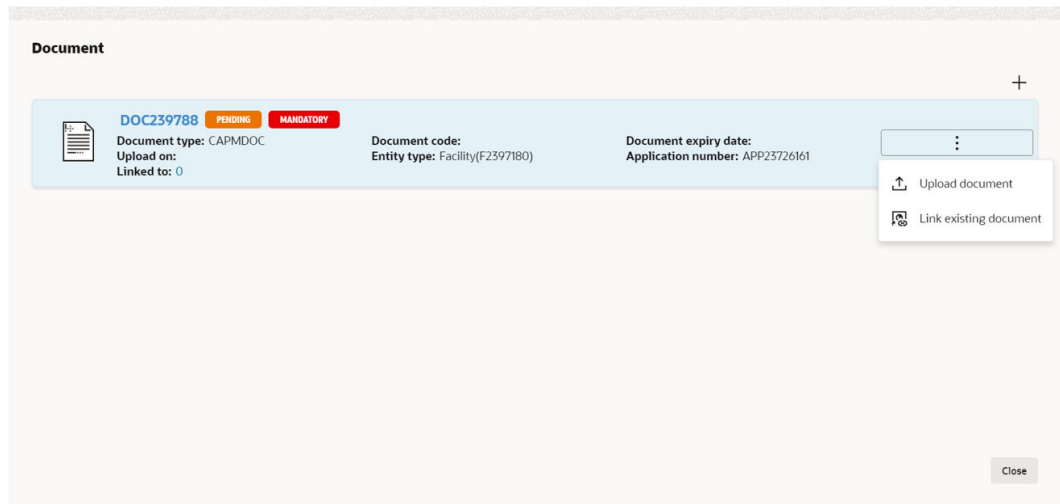 Document
+
DOC239788 PENDING MANDATORY
Document type: CAPMDOC Document code: Document expiry date:
Upload on: Entity type: Facility(F2397180) Application number: APP23726161
Linked to: 0
Upload document
Link existing document
Close